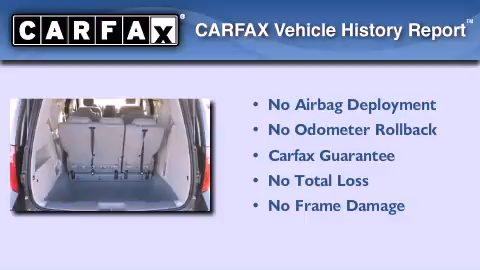 CARFAX® CARFAX Vehicle History Report™
• No Airbag Deployment
• No Odometer Rollback
• Carfax Guarantee
• No Total Loss
• No Frame Damage